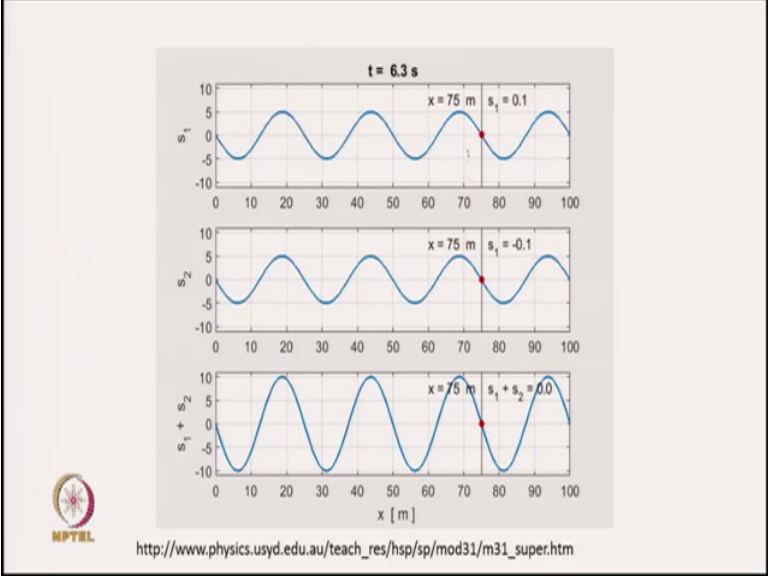 t = 6.3 s
10
5
0
-5
-10
s1
x = 75 m s1 = 0.1
0 10 20 30 40 50 60 70 80 90 100
10
5
0
-5
-10
s2
x = 75 m s1 = -0.1
0 10 20 30 40 50 60 70 80 90 100
10
5
0
-5
-10
s1 + s2
x = 75 m s1 + s2 = 0.0
0 10 20 30 40 50 60 70 80 90 100
x [ m ]
NPTEL
http://www.physics.usyd.edu.au/teach_res/hsp/sp/mod31/m31_super.htm